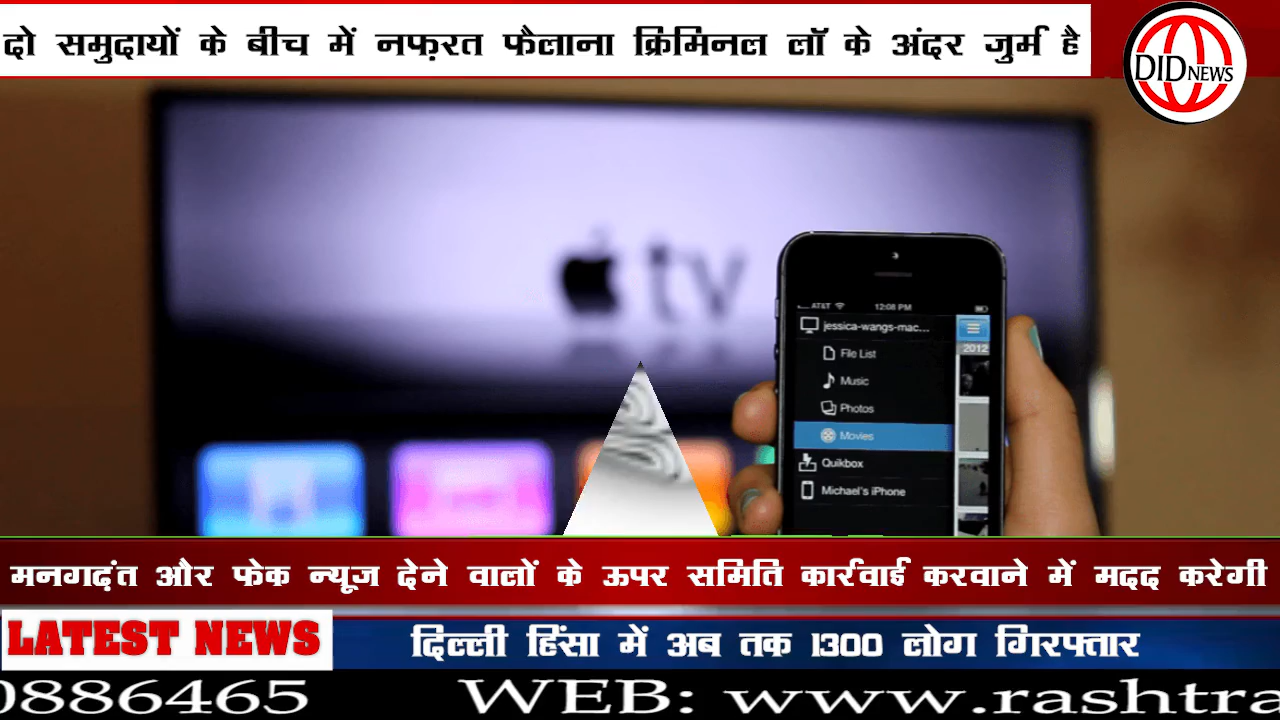 दो समुदायों के बीच में नफ़रत फैलाना क्रिमिनल लॉ के अंदर जुर्म है
DID NEWS
tv
AT&T 12:08 PM
jessica-wangs-mac...
2012
File List
Music
Photos
Movies
Quikbox
Michael's iPhone
मनगढ़ंत और फेक न्यूज देने वालों के ऊपर समिति कार्रवाई करवाने में मदद करेगी
LATEST NEWS
दिल्ली हिंसा में अब तक 1300 लोग गिरफ्तार
0886465 WEB: www.rashtra